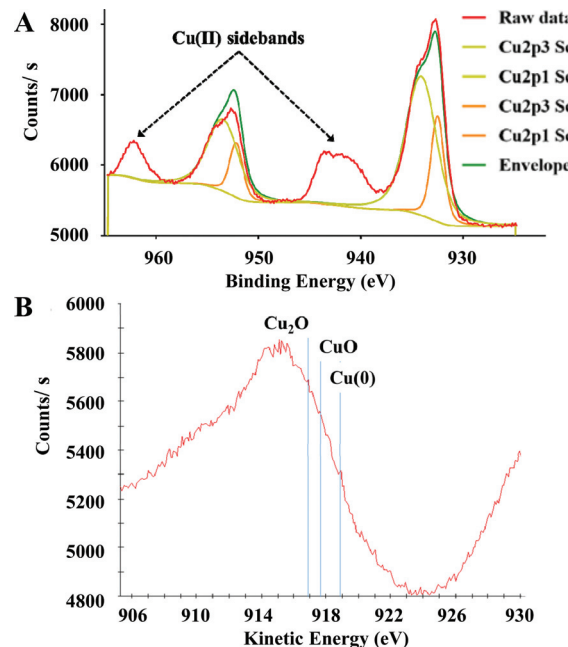 A
Cu(II) sidebands
Raw data
Cu2p3 Sc
Cu2p1 Sc
Cu2p3 Sc
Cu2p1 Sc
Envelope
Counts/ s
8000
7000
6000
5000
960 950 940 930
Binding Energy (eV)
B
Cu₂O
CuO
Cu(0)
Counts/ s
6000
5800
5600
5400
5200
5000
4800
906 910 914 918 922 926 930
Kinetic Energy (eV)